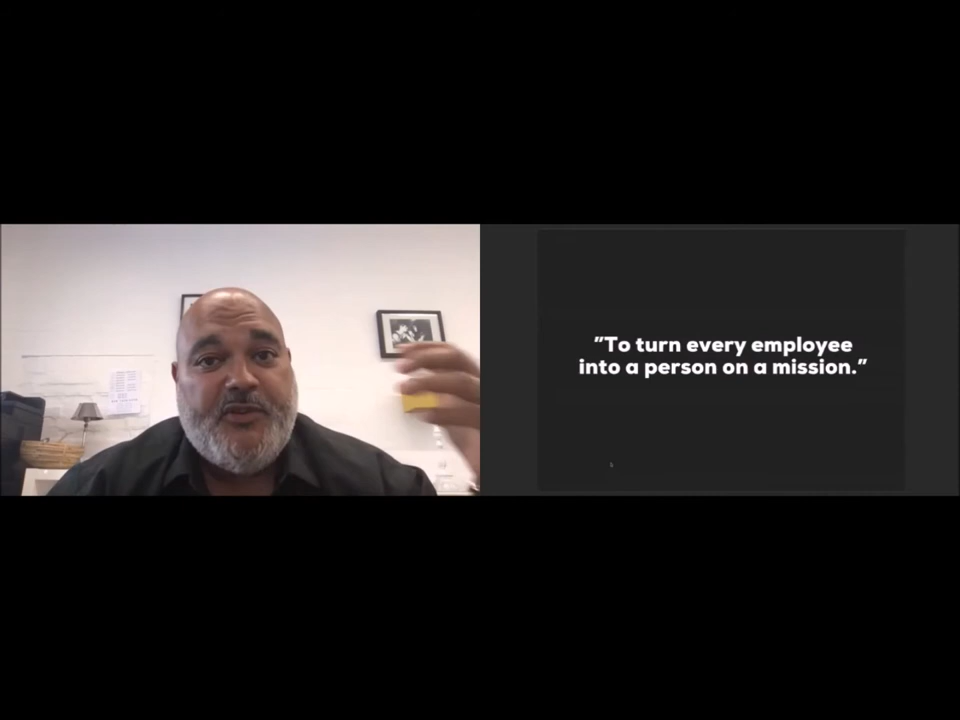 ”To turn every employee
into a person on a mission.”